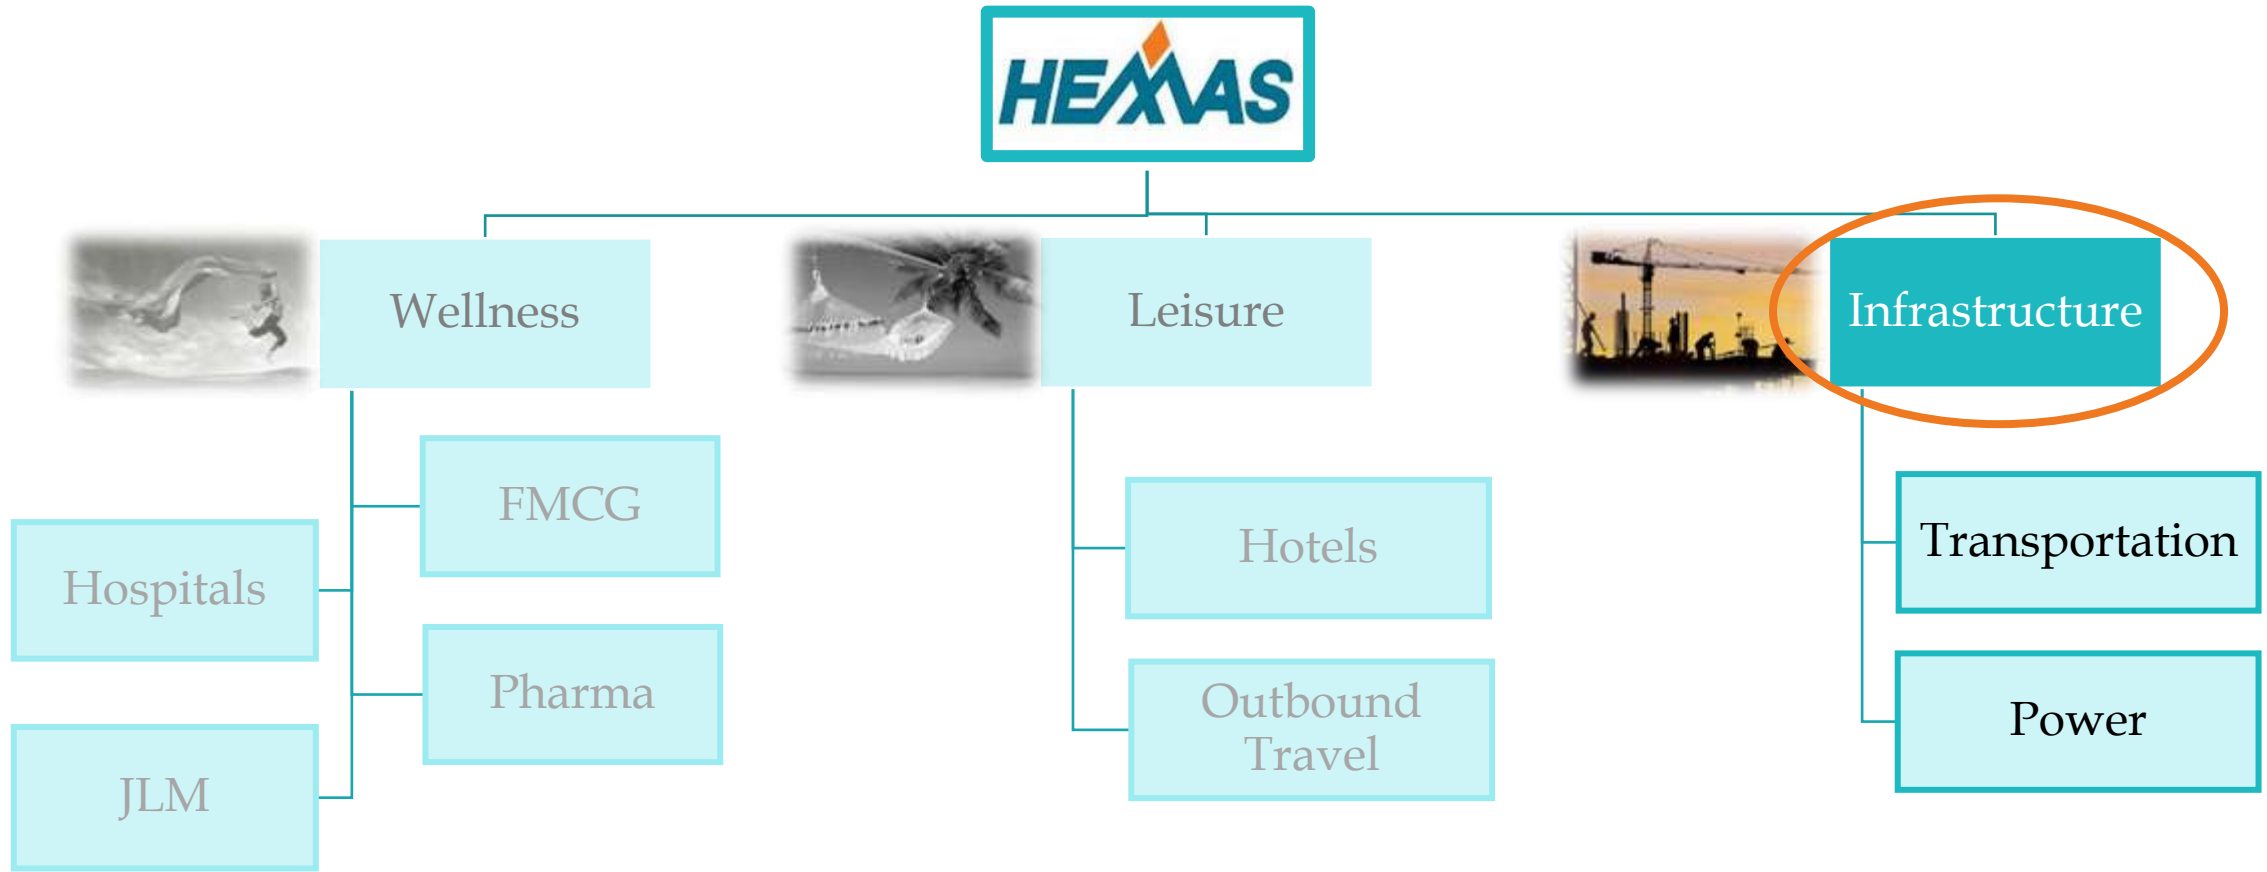 HEMAS
Wellness
Leisure
Infrastructure
FMCG
Hospitals
Pharma
JLM
Hotels
Outbound
Travel
Transportation
Power